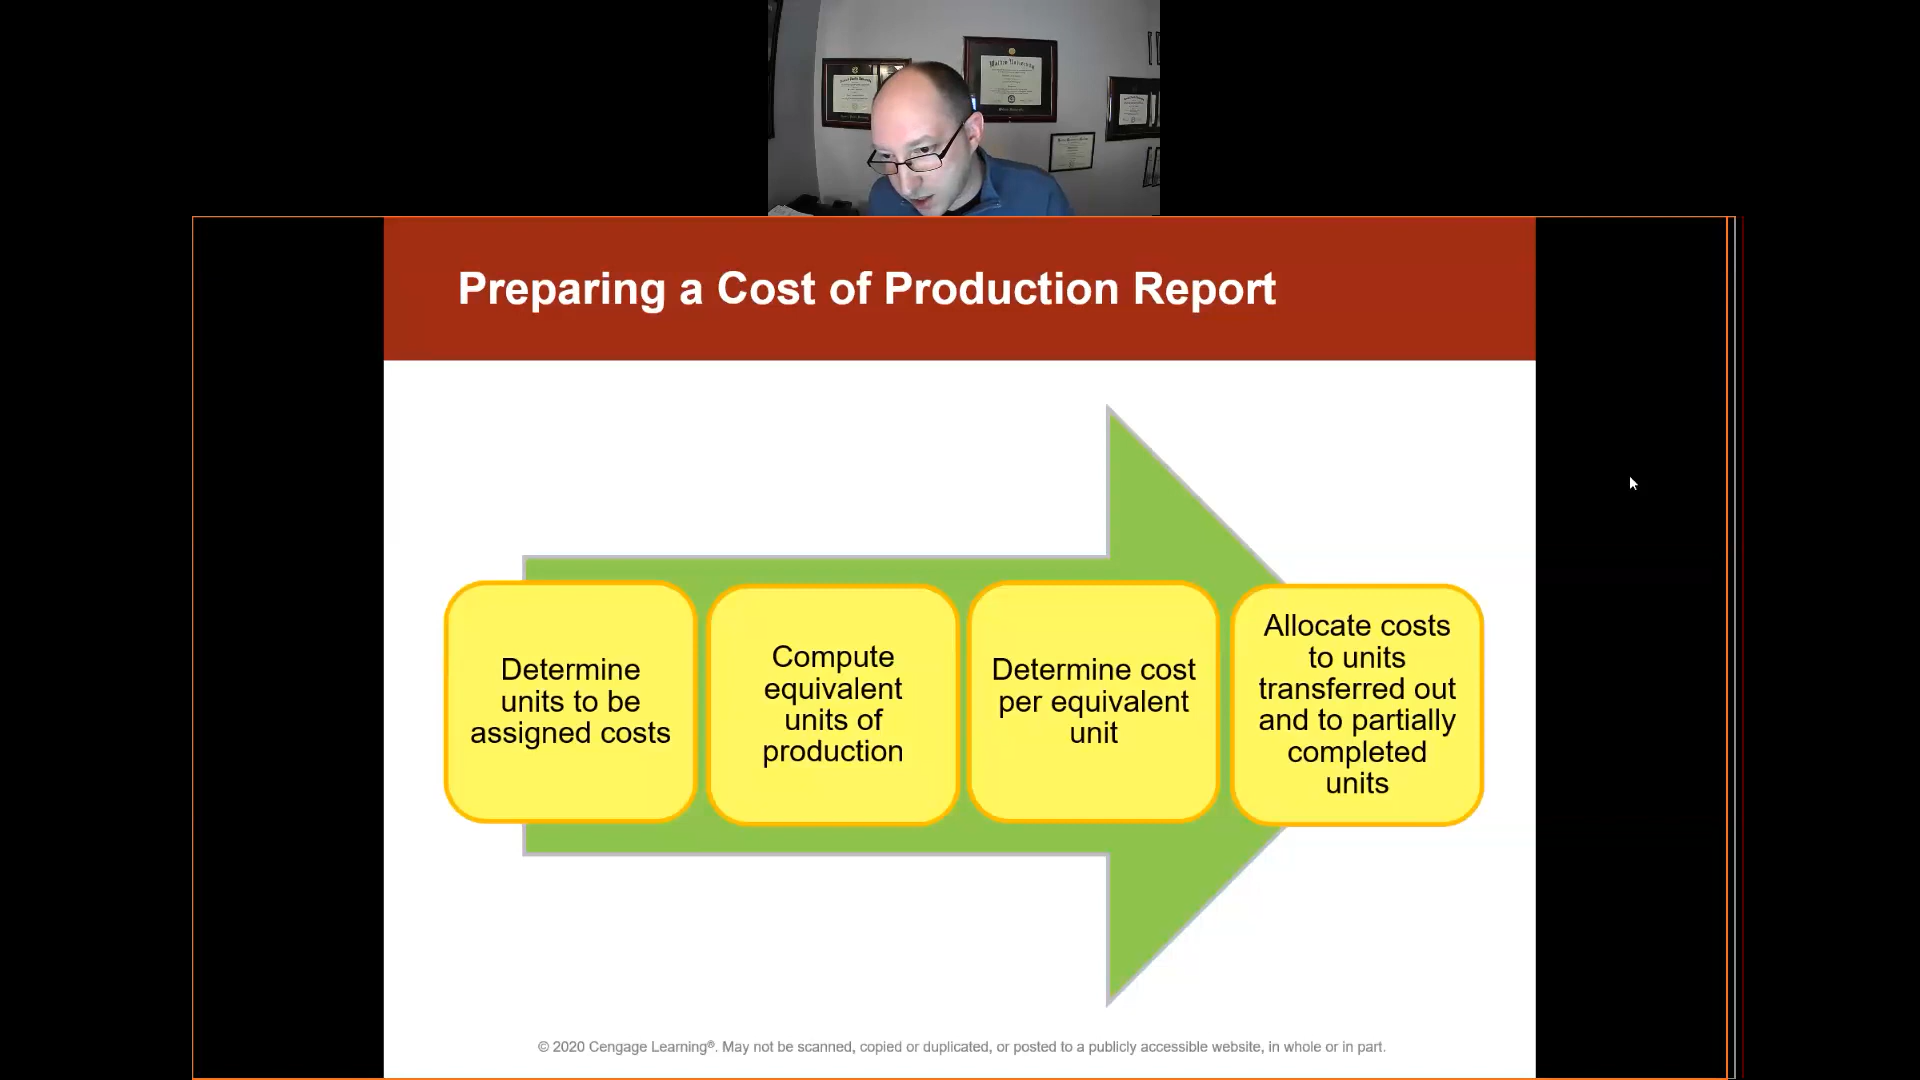 Preparing a Cost of Production Report
Determine
units to be
assigned costs
Compute
equivalent
units of
production
Determine cost
per equivalent
unit
Allocate costs
to units
transferred out
and to partially
completed
units
© 2020 Cengage Learning®. May not be scanned, copied or duplicated, or posted to a publicly accessible website, in whole or in part.